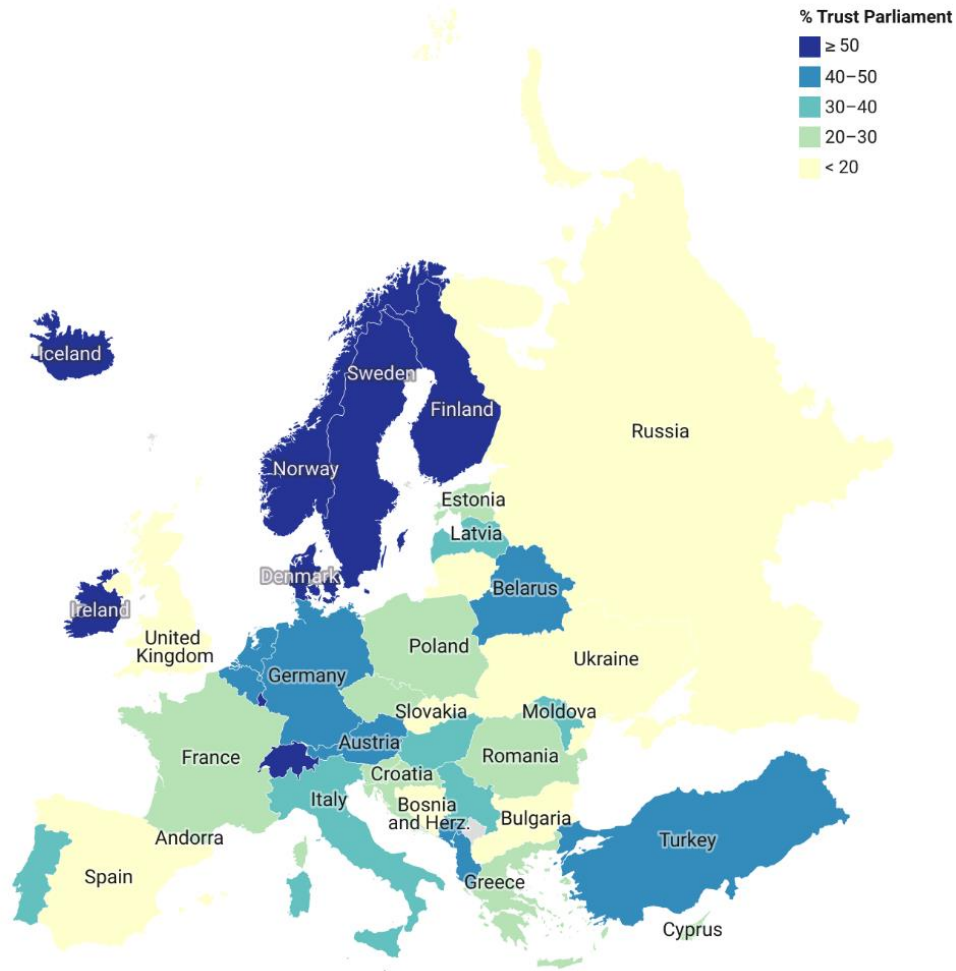 % Trust Parliament
≥ 50
40–50
30–40
20–30
< 20
Iceland
Sweden
Finland
Norway
Russia
Estonia
Latvia
Denmark
Belarus
Ireland
United
Kingdom
Poland
Germany
Ukraine
Slovakia
Moldova
Austria
France
Romania
Croatia
Italy
Bosnia
and Herz.
Bulgaria
Andorra
Turkey
Spain
Greece
Cyprus